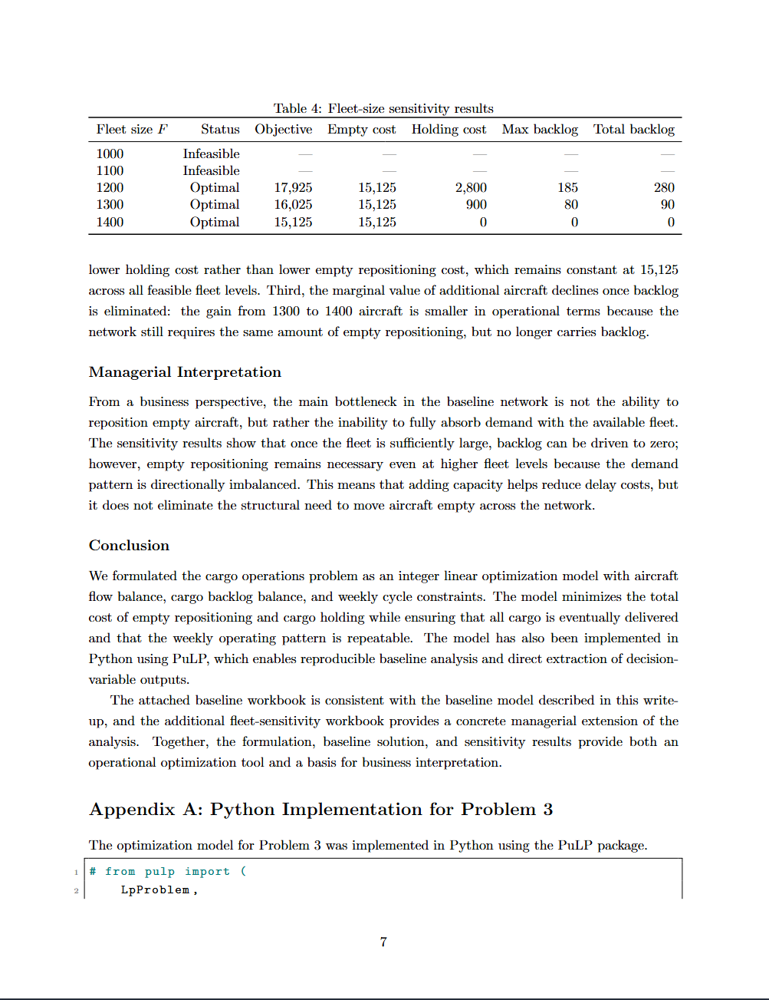 Table 4: Fleet-size sensitivity results
Fleet size F Status Objective Empty cost Holding cost Max backlog Total backlog
1000 Infeasible — — — — —
1100 Infeasible — — — — —
1200 Optimal 17,925 15,125 2,800 185 280
1300 Optimal 16,025 15,125 900 80 90
1400 Optimal 15,125 15,125 0 0 0
lower holding cost rather than lower empty repositioning cost, which remains constant at 15,125
across all feasible fleet levels. Third, the marginal value of additional aircraft declines once backlog
is eliminated: the gain from 1300 to 1400 aircraft is smaller in operational terms because the
network still requires the same amount of empty repositioning, but no longer carries backlog.
Managerial Interpretation
From a business perspective, the main bottleneck in the baseline network is not the ability to
reposition empty aircraft, but rather the inability to fully absorb demand with the available fleet.
The sensitivity results show that once the fleet is sufficiently large, backlog can be driven to zero;
however, empty repositioning remains necessary even at higher fleet levels because the demand
pattern is directionally imbalanced. This means that adding capacity helps reduce delay costs, but
it does not eliminate the structural need to move aircraft empty across the network.
Conclusion
We formulated the cargo operations problem as an integer linear optimization model with aircraft
flow balance, cargo backlog balance, and weekly cycle constraints. The model minimizes the total
cost of empty repositioning and cargo holding while ensuring that all cargo is eventually delivered
and that the weekly operating pattern is repeatable. The model has also been implemented in
Python using PuLP, which enables reproducible baseline analysis and direct extraction of decision-
variable outputs.
The attached baseline workbook is consistent with the baseline model described in this write-
up, and the additional fleet-sensitivity workbook provides a concrete managerial extension of the
analysis. Together, the formulation, baseline solution, and sensitivity results provide both an
operational optimization tool and a basis for business interpretation.
Appendix A: Python Implementation for Problem 3
The optimization model for Problem 3 was implemented in Python using the PuLP package.
1 # from pulp import (
2 LpProblem,
7